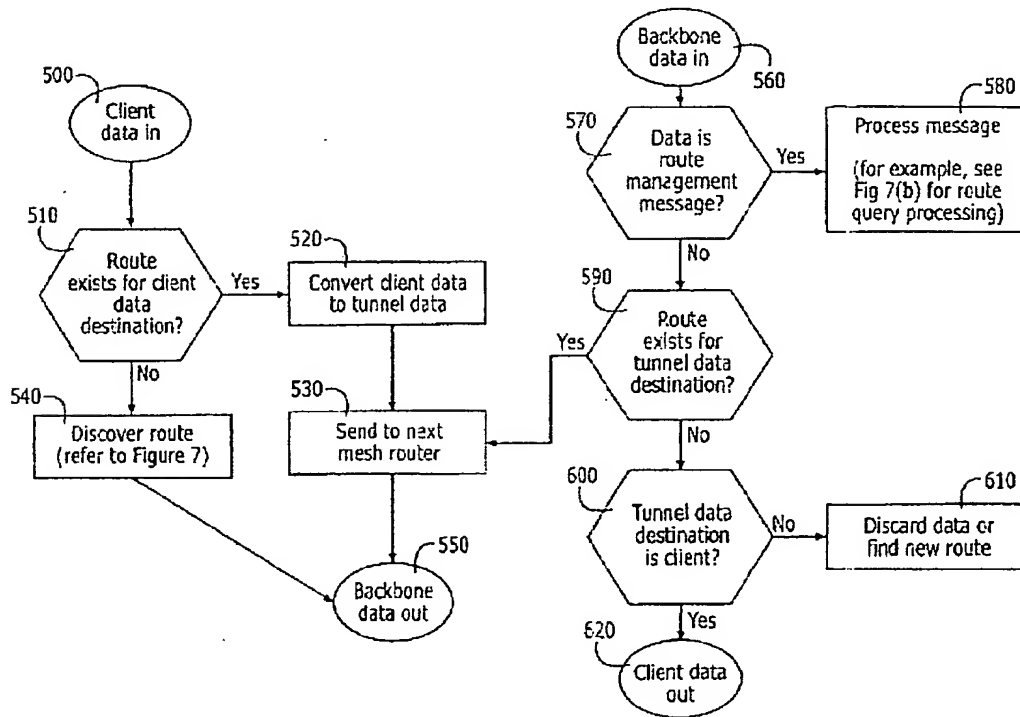 500
Client
data in
510
Route
exists for client
data
destination?
Yes
No
520
Convert client data
to tunnel data
530
Send to next
mesh router
540
Discover route
(refer to Figure 7)
550
Backbone
data out
Backbone
data in
560
570
Data is
route
management
message?
Yes
No
580
Process message
(for example, see
Fig 7(b) for route
query processing)
590
Route
exists for
tunnel data
destination?
Yes
No
600
Tunnel data
destination
is client?
No
Yes
610
Discard data or
find new route
620
Client data
out